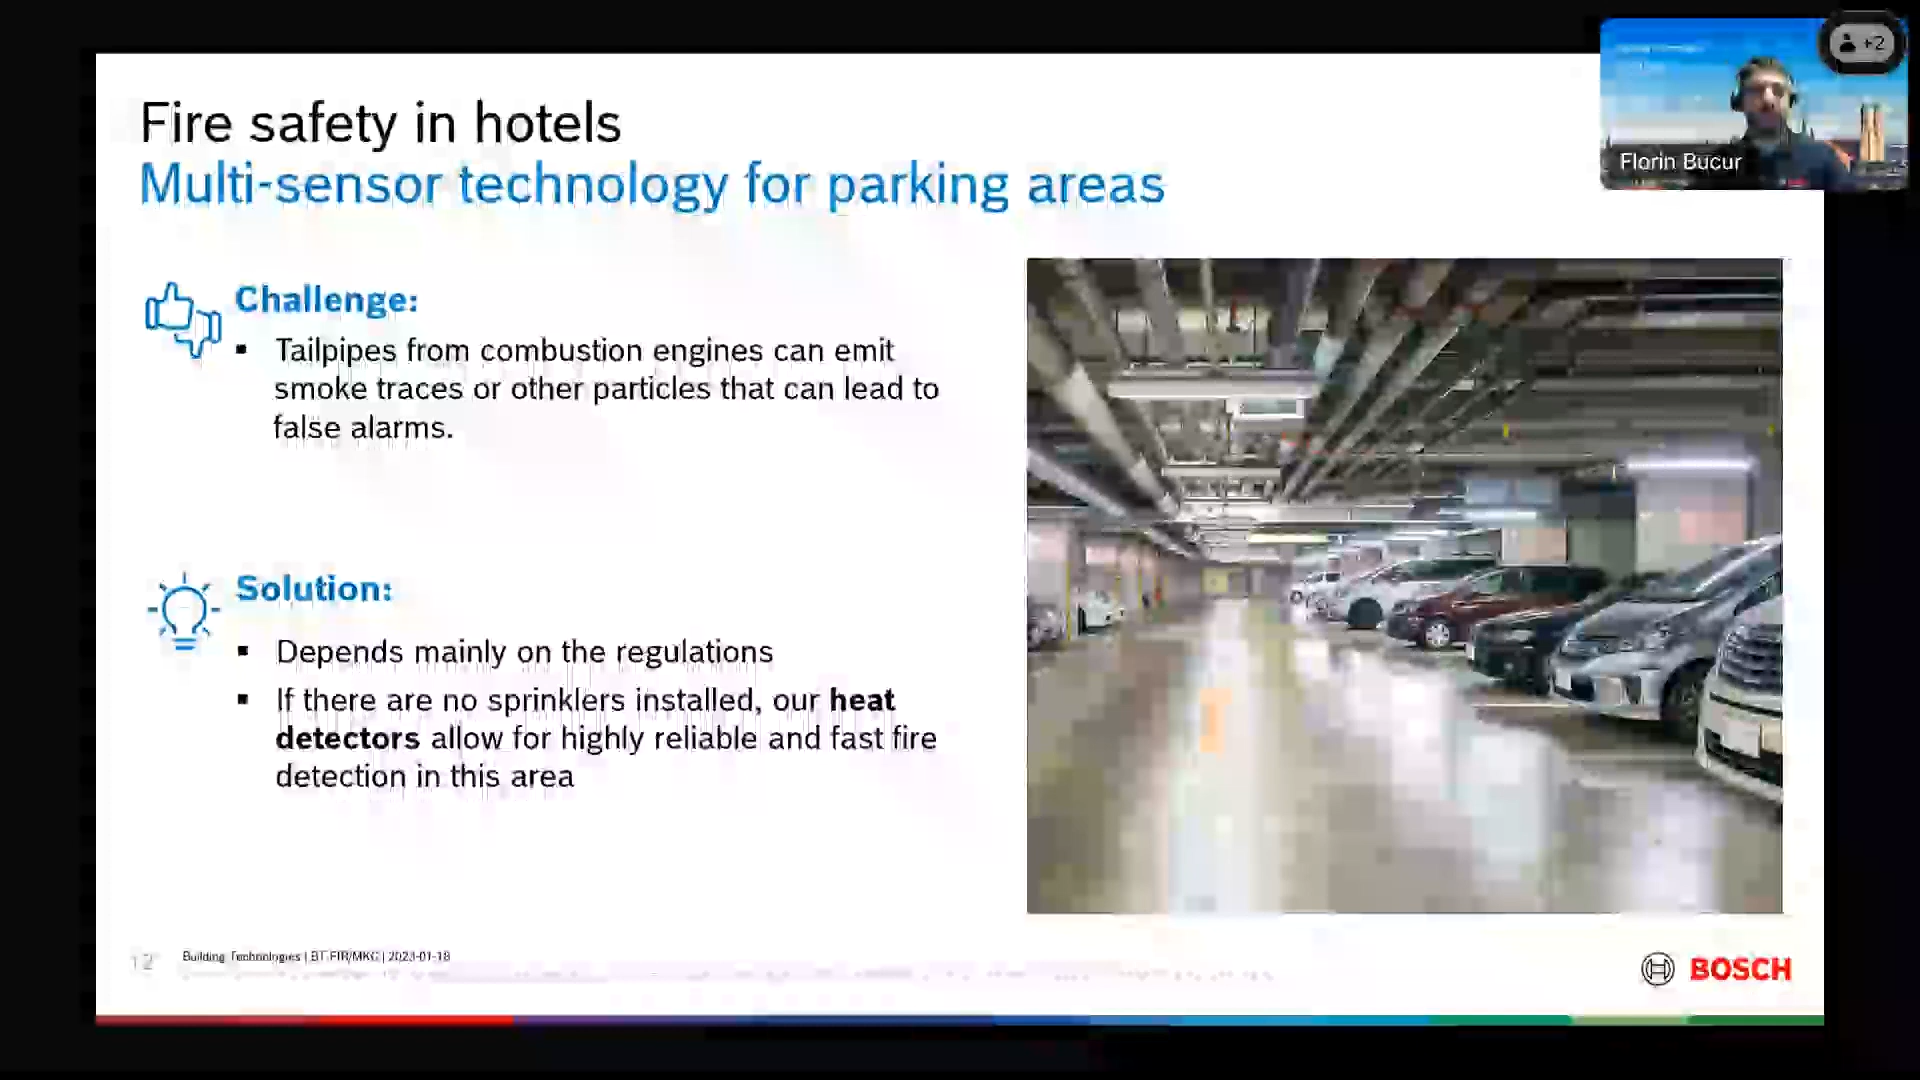 +2
Florin Bucur
Fire safety in hotels
Multi-sensor technology for parking areas
Challenge:
▪ Tailpipes from combustion engines can emit
smoke traces or other particles that can lead to
false alarms.
Solution:
▪ Depends mainly on the regulations
▪ If there are no sprinklers installed, our heat
detectors allow for highly reliable and fast fire
detection in this area
12
Building Technologies | BT-FIR/MKG | 2023-01-18
BOSCH